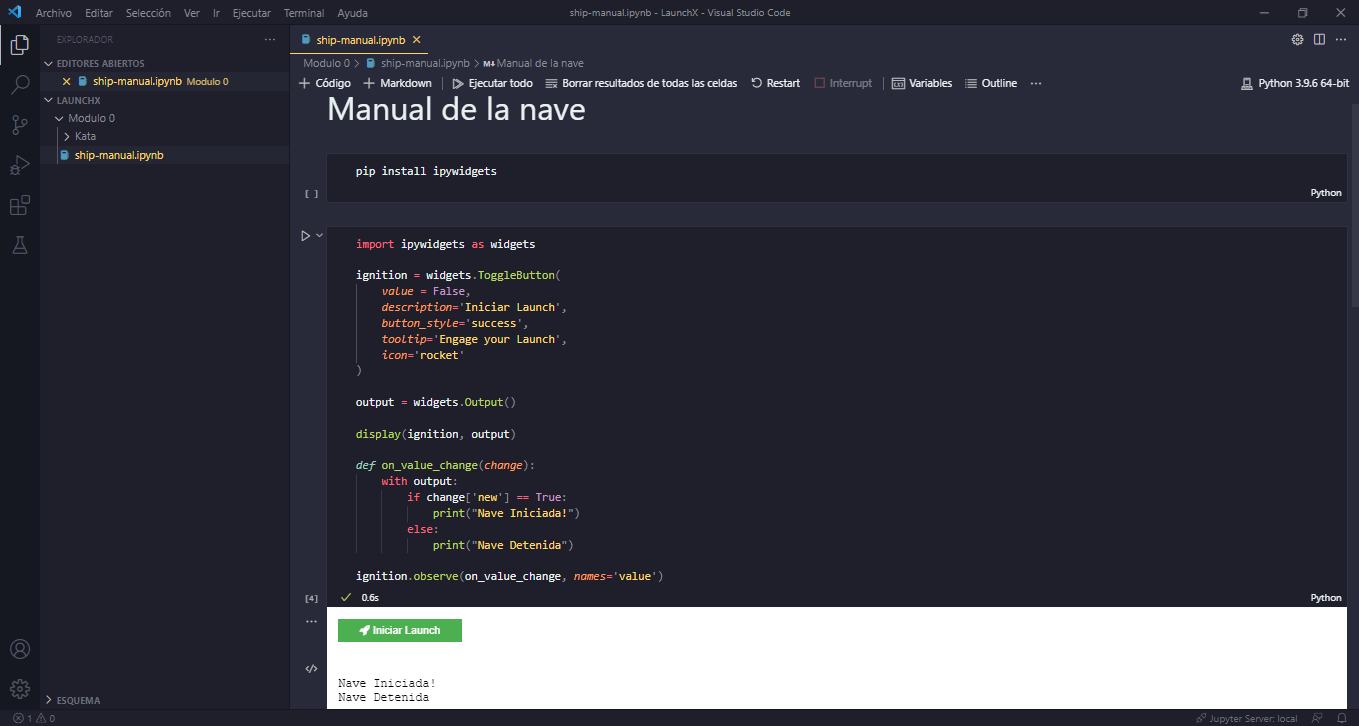 Archivo Editar Selección Ver Ir Ejecutar Terminal Ayuda ship-manual.ipynb - LaunchX - Visual Studio Code
EXPLORADOR
EDITORES ABIERTOS
ship-manual.ipynb Modulo 0
LAUNCHX
Modulo 0
Kata
ship-manual.ipynb
ESQUEMA
ship-manual.ipynb
Modulo 0 > ship-manual.ipynb > M↓Manual de la nave
+ Código + Markdown Ejecutar todo Borrar resultados de todas las celdas Restart Interrupt Variables Outline ... Python 3.9.6 64-bit
Manual de la nave
pip install ipywidgets
[ ] Python
import ipywidgets as widgets
ignition = widgets.ToggleButton(
value = False,
description='Iniciar Launch',
button_style='success',
tooltip='Engage your Launch',
icon='rocket'
)
output = widgets.Output()
display(ignition, output)
def on_value_change(change):
with output:
if change['new'] == True:
print("Nave Iniciada!")
else:
print("Nave Detenida")
ignition.observe(on_value_change, names='value')
[4] ✓ 0.6s Python
Iniciar Launch
Nave Iniciada!
Nave Detenida
1 0 Jupyter Server: local